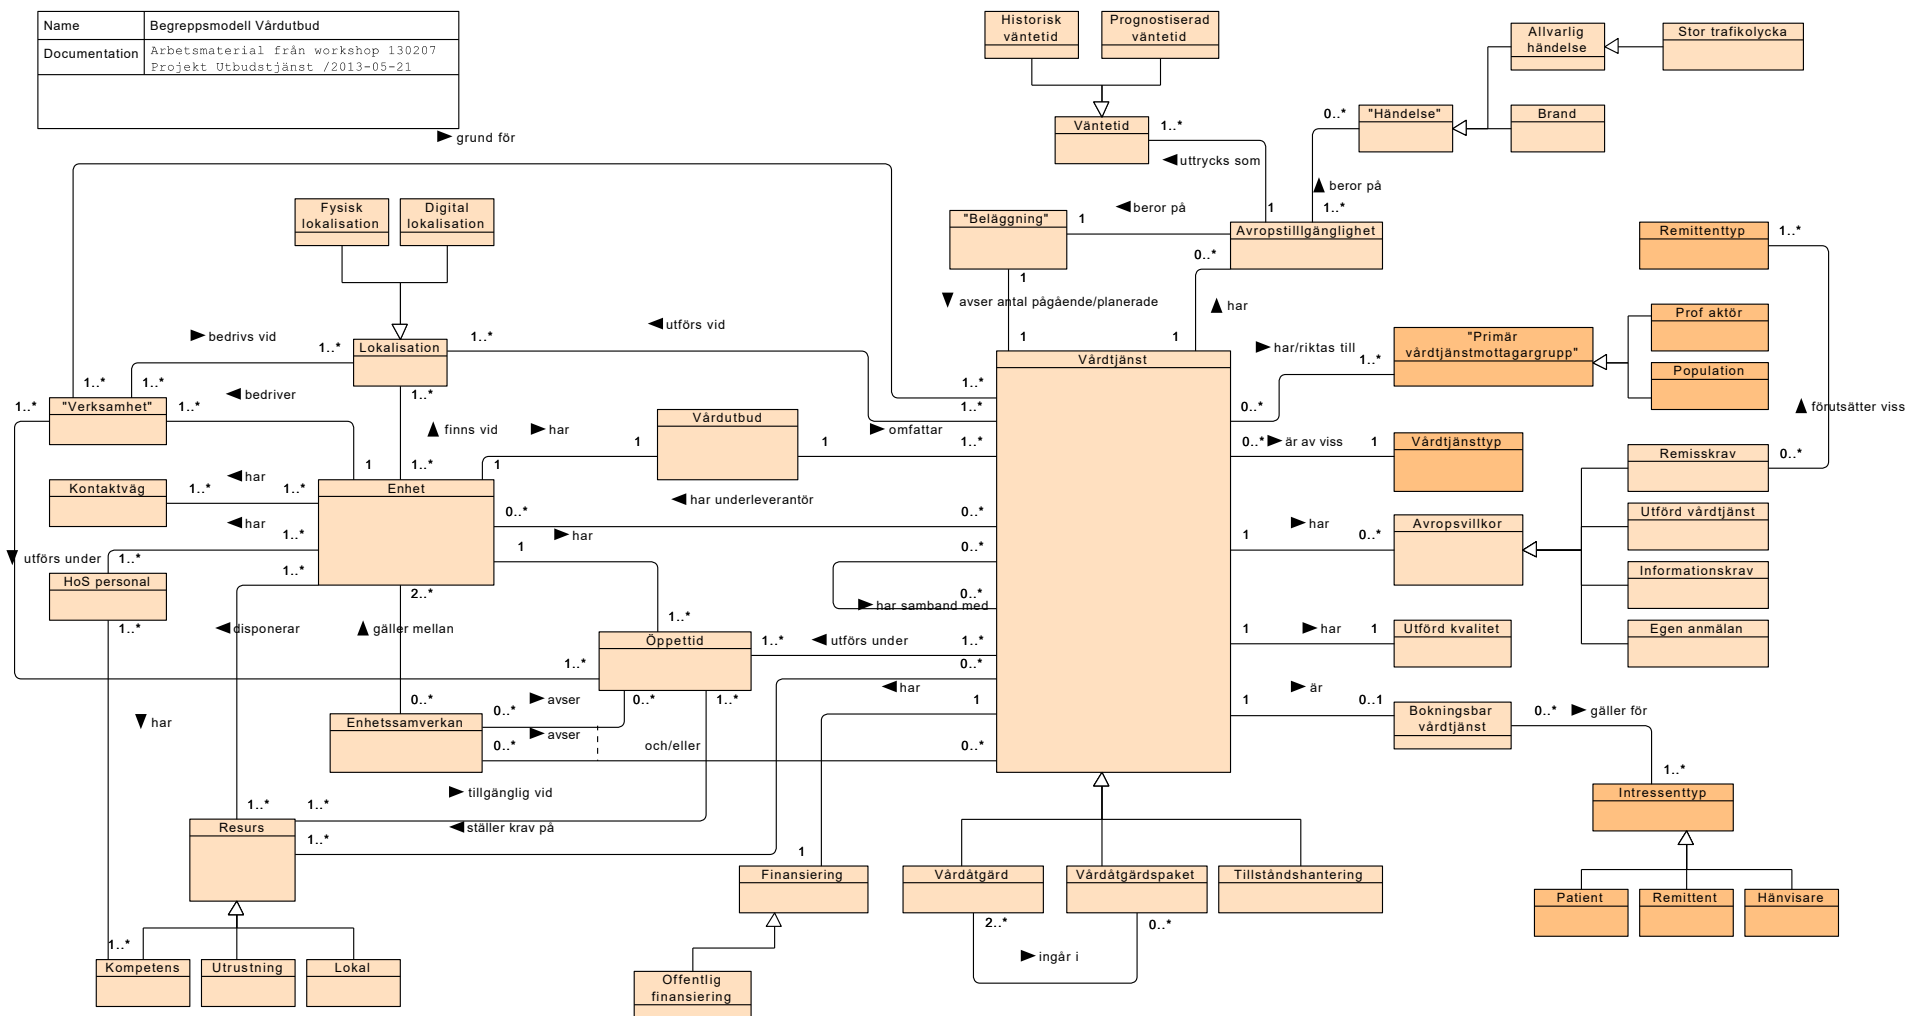 Name
Begreppsmodell Vårdutbud
Documentation
Arbetsmaterial från workshop 130207
Projekt Utbudstjänst /2013-05-21
► grund för
Historisk
väntetid
Prognostiserad
väntetid
Väntetid
1..*
◄ uttrycks som
1
Allvarlig
händelse
Stor trafikolycka
"Händelse"
0..*
Brand
▲ beror på
1..*
"Beläggning"
1
◄ beror på
Avropstilllgänglighet
0..*
1
▼ avser antal pågående/planerade
1
▲ har
1
Fysisk
lokalisation
Digital
lokalisation
► bedrivs vid
1..*
Lokalisation
1..*
◄ utförs vid
1..*
1..*
◄ bedriver
1..*
1..*
"Verksamhet"
1..*
▲ finns vid
► har
1
Vårdutbud
1
► omfattar
1..*
1..*
1..*
Vårdtjänst
Remittenttyp
1..*
► har/riktas till
1..*
0..*
"Primär
vårdtjänstmottagargrupp"
Prof aktör
Population
▲ förutsätter viss
0..*
0..*
► är av viss
1
Vårdtjänsttyp
Remisskrav
Utförd vårdtjänst
Informationskrav
Egen anmälan
1
► har
0..*
Avropsvillkor
1
► har
1
Utförd kvalitet
1
► är
0..1
Bokningsbar
vårdtjänst
0..*
► gäller för
1..*
Intressenttyp
Patient
Remittent
Hänvisare
1
1..*
1
Enhet
◄ har
1..*
1..*
Kontaktväg
◄ har
1..*
1..*
▼ utförs under
HoS personal
1..*
1..*
◄ disponerar
2..*
▲ gäller mellan
◄ har underleverantör
0..*
0..*
► har
1
0..*
0..*
► har samband med
1..*
Öppettid
1..*
◄ utförs under
1..*
1..*
0..*
◄ har
1
0..*
► avser
0..*
0..*
1..*
Enhetssamverkan
► avser
0..*
och/eller
0..*
▼ har
► tillgänglig vid
1..*
1..*
◄ ställer krav på
1..*
Resurs
1
Finansiering
Offentlig
finansiering
Vårdåtgärd
Vårdåtgärdspaket
Tillståndshantering
2..*
0..*
► ingår i
1..*
Kompetens
Utrustning
Lokal